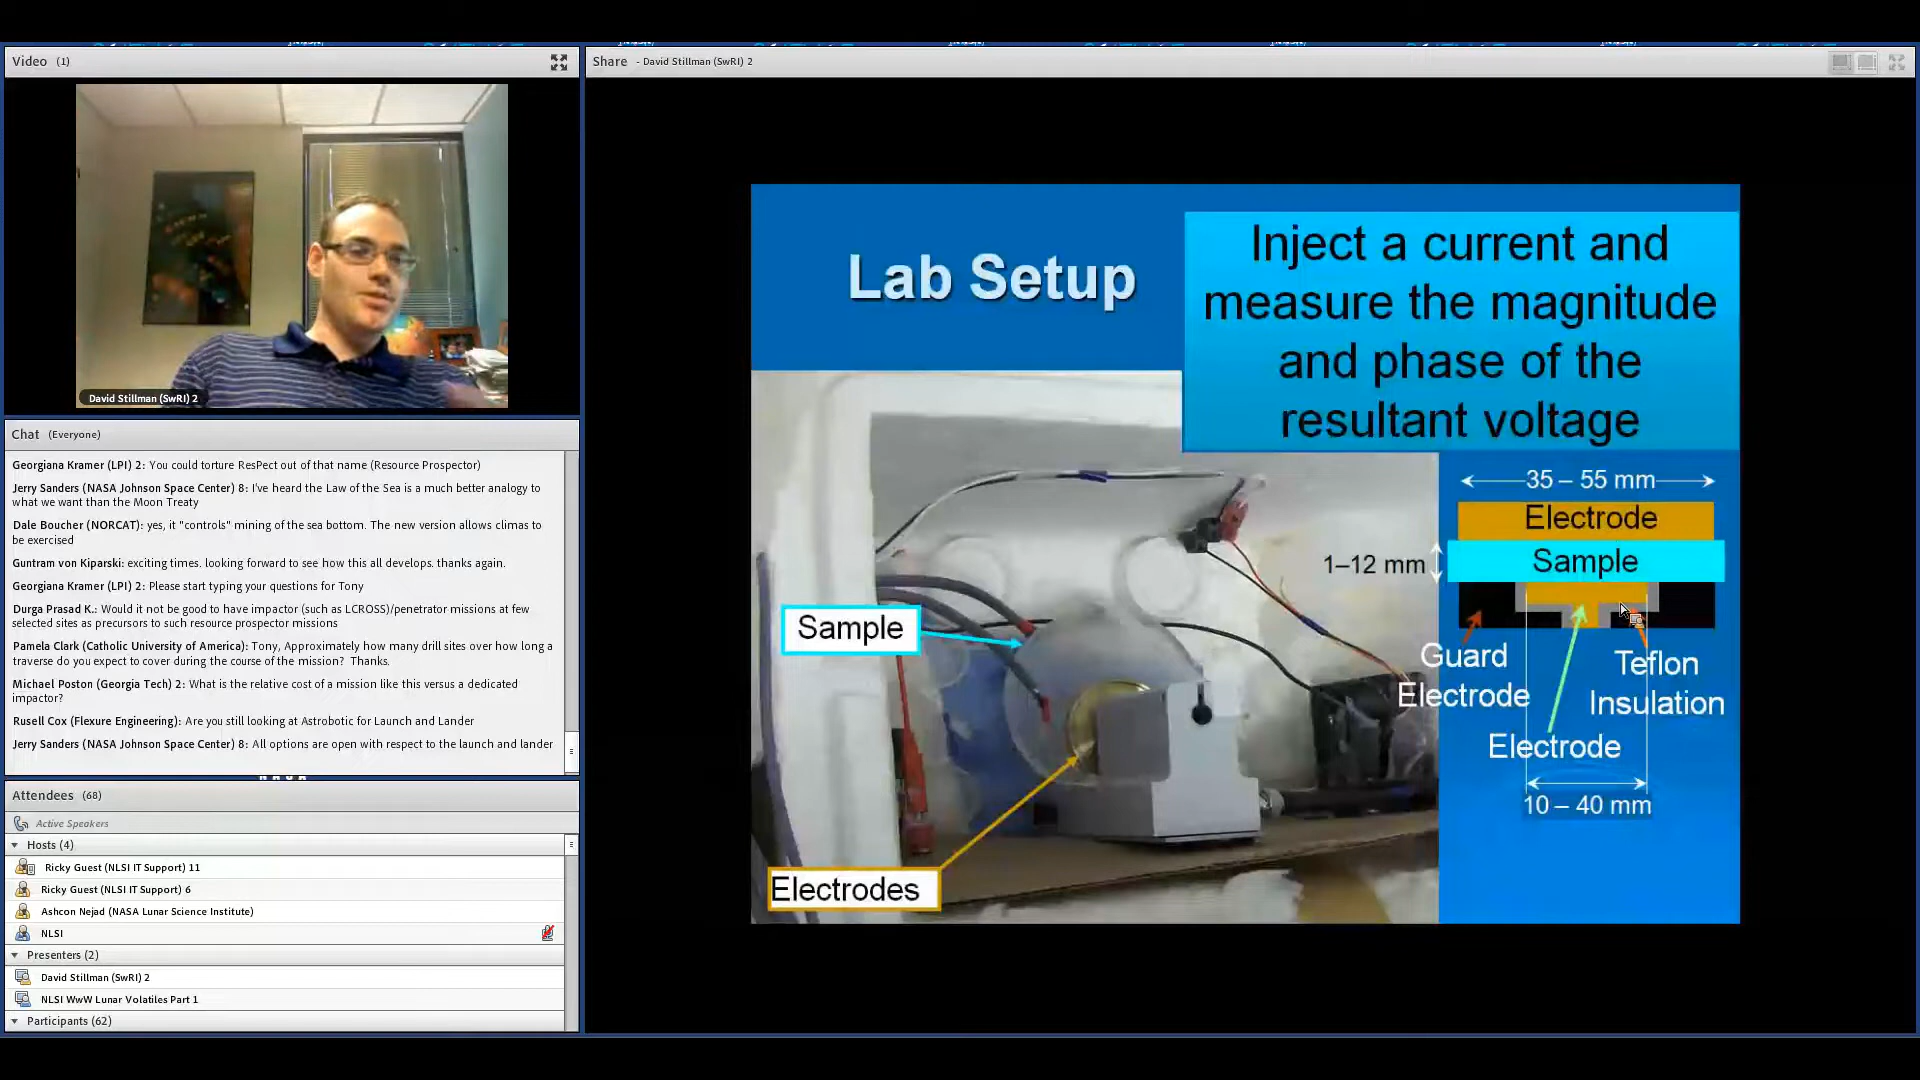 Video (1)
David Stillman (SwRI) 2
Chat (Everyone)
Georgiana Kramer (LPI) 2: You could torture ResPect out of that name (Resource Prospector)
Jerry Sanders (NASA Johnson Space Center) 8: I've heard the Law of the Sea is a much better analogy to
what we want than the Moon Treaty
Dale Boucher (NORCAT): yes, it "controls" mining of the sea bottom. The new version allows climas to
be exercised
Guntram von Kiparski: exciting times. looking forward to see how this all develops. thanks again.
Georgiana Kramer (LPI) 2: Please start typing your questions for Tony
Durga Prasad K.: Would it not be good to have impactor (such as LCROSS)/penetrator missions at few
selected sites as precursors to such resource prospector missions
Pamela Clark (Catholic University of America): Tony, Approximately how many drill sites over how long a
traverse do you expect to cover during the course of the mission? Thanks.
Michael Poston (Georgia Tech) 2: What is the relative cost of a mission like this versus a dedicated
impactor?
Rusell Cox (Flexure Engineering): Are you still looking at Astrobotic for Launch and Lander
Jerry Sanders (NASA Johnson Space Center) 8: All options are open with respect to the launch and lander
Attendees (68)
Active Speakers
Hosts (4)
Ricky Guest (NLSI IT Support) 11
Ricky Guest (NLSI IT Support) 6
Ashcon Nejad (NASA Lunar Science Institute)
NLSI
Presenters (2)
David Stillman (SwRI) 2
NLSI WwW Lunar Volatiles Part 1
Participants (62)
Share - David Stillman (SwRI) 2
Lab Setup
Inject a current and
measure the magnitude
and phase of the
resultant voltage
35 – 55 mm
Electrode
1–12 mm
Sample
Sample
Guard
Electrode
Teflon
Insulation
Electrode
10 – 40 mm
Electrodes